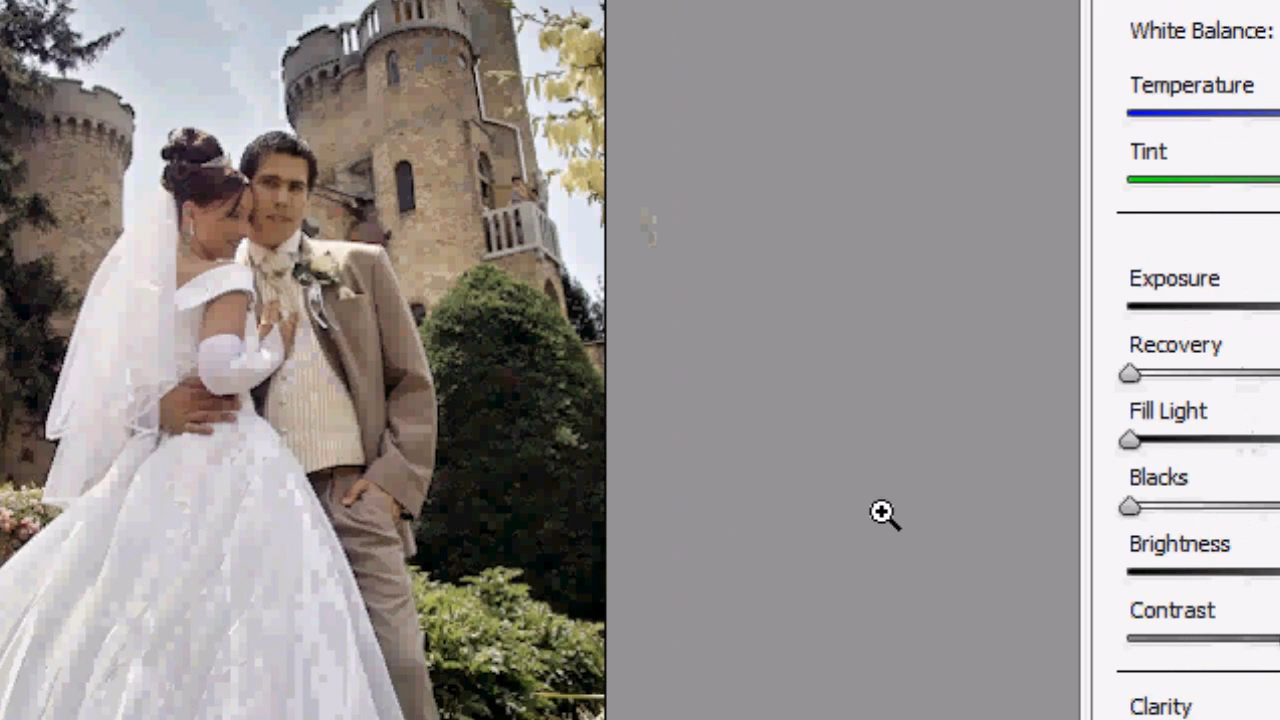 White Balance:
Temperature
Tint
Exposure
Recovery
Fill Light
Blacks
Brightness
Contrast
Clarity